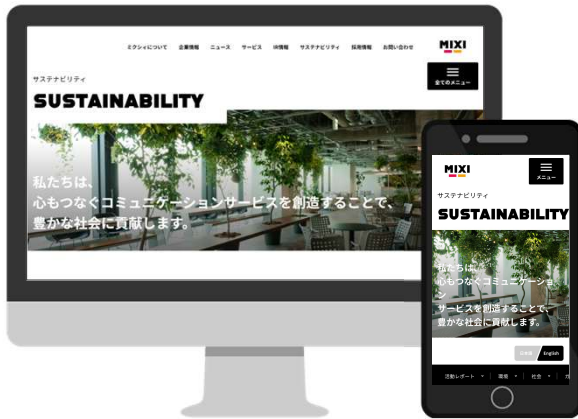 ミクシィについて 企業情報 ニュース サービス IR情報 サステナビリティ 採用情報 お問い合わせ
MIXI
全てのメニュー
サステナビリティ
SUSTAINABILITY
私たちは、
心もつなぐコミュニケーションサービスを創造することで、
豊かな社会に貢献します。
MIXI
メニュー
サステナビリティ
SUSTAINABILITY
私たちは、
心もつなぐコミュニケーショ
ン
サービスを創造することで、
豊かな社会に貢献します。
日本語 English
活動レポート 環境 社会 ガ